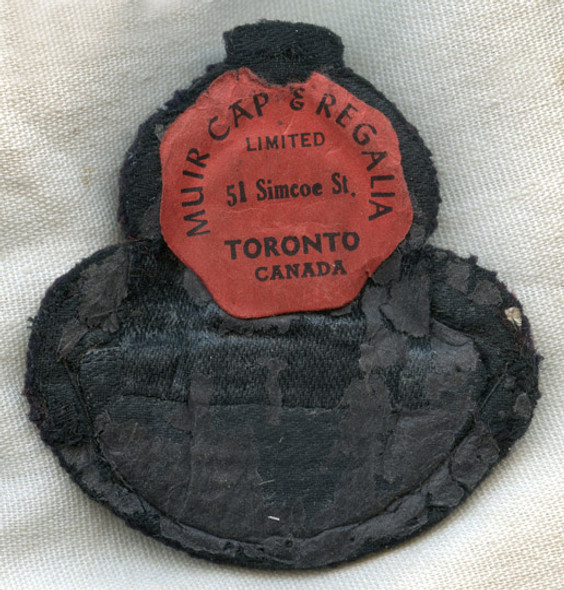 MUIR CAP & REGALIA
LIMITED
51 Simcoe St.
TORONTO
CANADA